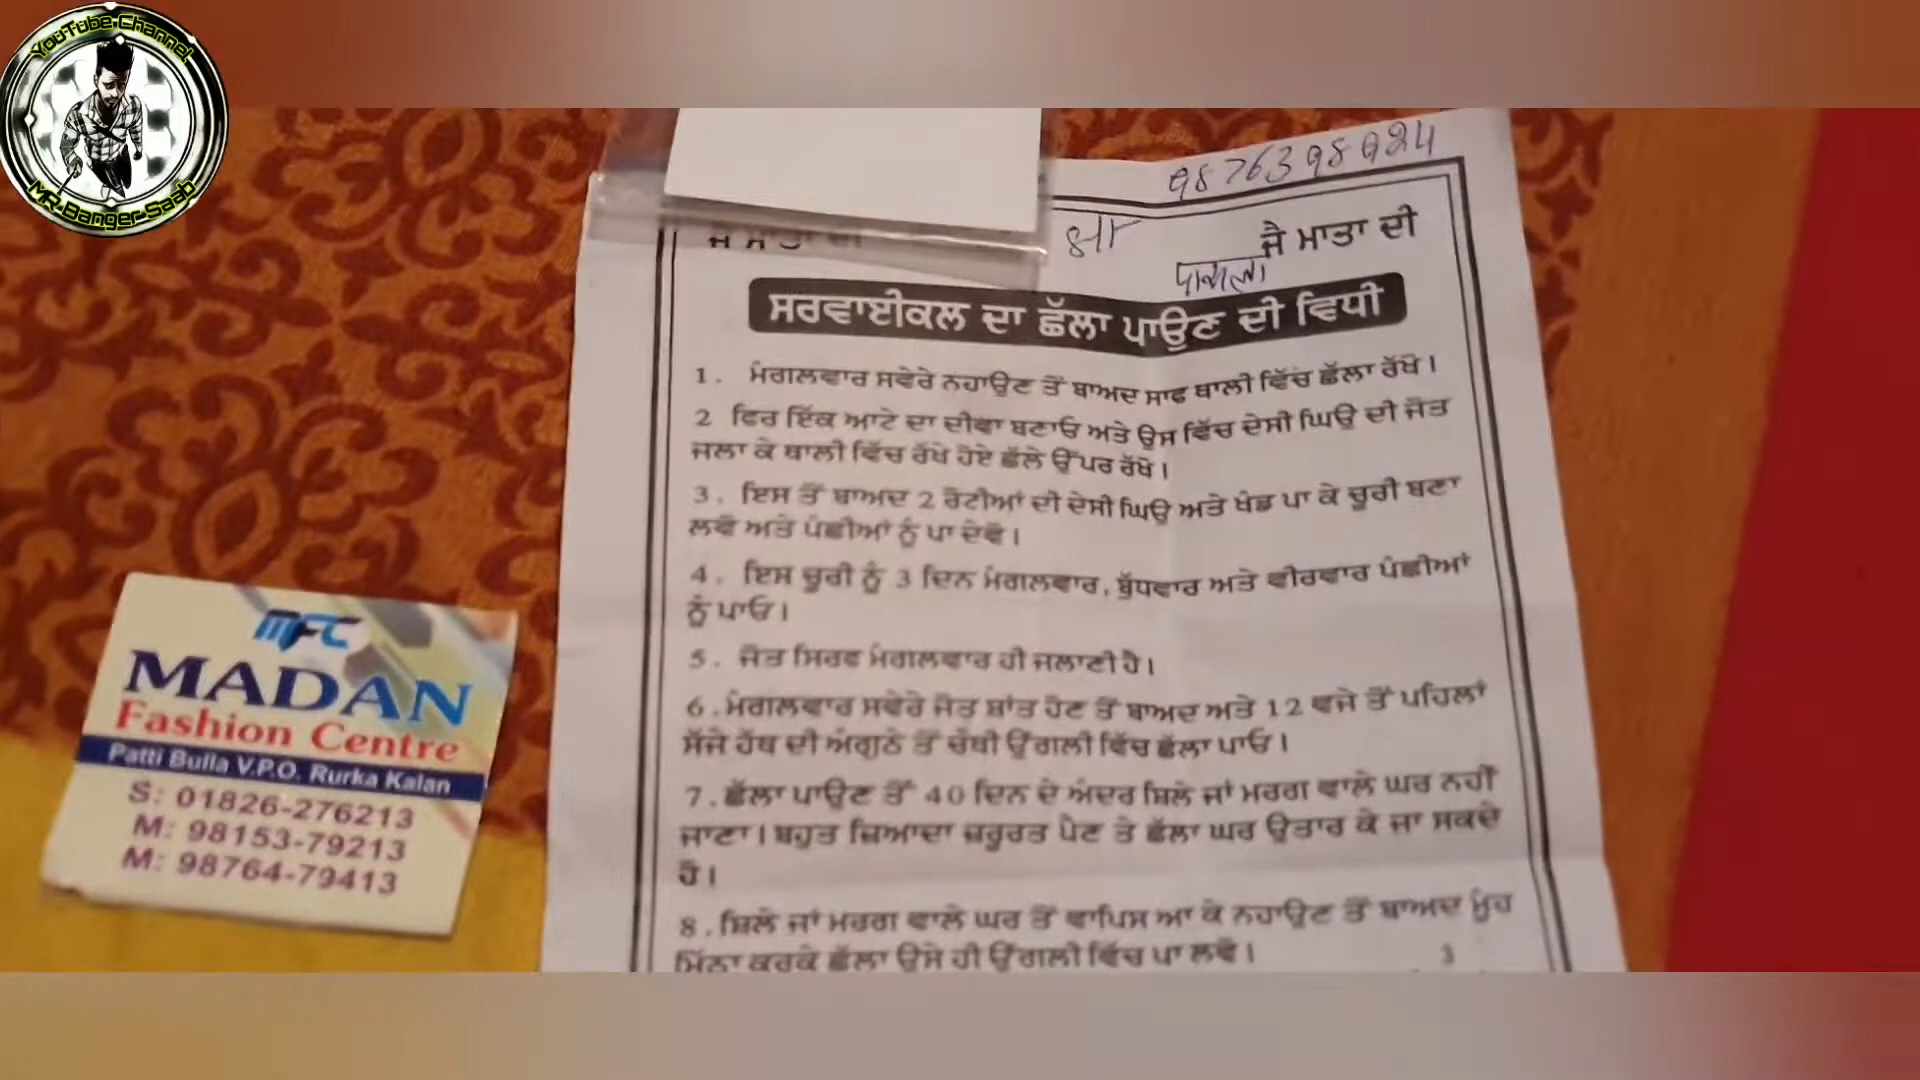 YouTube Channel
MR Banger Saab
ਜੈ ਮਾਤਾ ਦੀ
ਜੈ ਮਾਤਾ ਦੀ
ਸਰਵਾਈਕਲ ਦਾ ਛੱਲਾ ਪਾਉਣ ਦੀ ਵਿਧੀ
1. ਮੰਗਲਵਾਰ ਸਵੇਰੇ ਨਹਾਉਣ ਤੋਂ ਬਾਅਦ ਸਾਫ ਥਾਲੀ ਵਿੱਚ ਛੱਲਾ ਰੱਖੋ।
2 ਫਿਰ ਇੱਕ ਆਟੇ ਦਾ ਦੀਵਾ ਬਣਾਓ ਅਤੇ ਉਸ ਵਿੱਚ ਦੇਸੀ ਘਿਉ ਦੀ ਜੋਤ
ਜਲਾ ਕੇ ਥਾਲੀ ਵਿੱਚ ਰੱਖੇ ਹੋਏ ਛੱਲੇ ਉੱਪਰ ਰੱਖੋ।
3. ਇਸ ਤੋਂ ਬਾਅਦ 2 ਰੋਟੀਆਂ ਦੀ ਦੇਸੀ ਘਿਉ ਅਤੇ ਖੰਡ ਪਾ ਕੇ ਚੂਰੀ ਬਣਾ
ਲਵੋ ਅਤੇ ਪੰਛੀਆਂ ਨੂੰ ਪਾ ਦੇਵੋ।
4. ਇਸ ਚੂਰੀ ਨੂੰ 3 ਦਿਨ ਮੰਗਲਵਾਰ, ਬੁੱਧਵਾਰ ਅਤੇ ਵੀਰਵਾਰ ਪੰਛੀਆਂ
ਨੂੰ ਪਾਓ।
5. ਜੋਤ ਸਿਰਫ ਮੰਗਲਵਾਰ ਹੀ ਜਲਾਣੀ ਹੈ।
6.ਮੰਗਲਵਾਰ ਸਵੇਰੇ ਜੋਤ ਸ਼ਾਂਤ ਹੋਣ ਤੋਂ ਬਾਅਦ ਅਤੇ 12 ਵਜੇ ਤੋਂ ਪਹਿਲਾਂ
ਸੱਜੇ ਹੱਥ ਦੀ ਅੰਗੂਠੇ ਤੋਂ ਚੌਥੀ ਉਂਗਲੀ ਵਿੱਚ ਛੱਲਾ ਪਾਓ।
7.ਛੱਲਾ ਪਾਉਣ ਤੋਂ 40 ਦਿਨ ਦੇ ਅੰਦਰ ਸ਼ਿਲੇ ਜਾਂ ਮਰਗ ਵਾਲੇ ਘਰ ਨਹੀਂ
ਜਾਣਾ। ਬਹੁਤ ਜ਼ਿਆਦਾ ਜ਼ਰੂਰਤ ਪੈਣ ਤੇ ਛੱਲਾ ਘਰ ਉਤਾਰ ਕੇ ਜਾ ਸਕਦੇ
ਹੋ।
8.ਸ਼ਿਲੇ ਜਾਂ ਮਰਗ ਵਾਲੇ ਘਰ ਤੋਂ ਵਾਪਿਸ ਆ ਕੇ ਨਹਾਉਣ ਤੋਂ ਬਾਅਦ ਮੂੰਹ
ਮਿੱਠਾ ਕਰਕੇ ਛੱਲਾ ਉਸੇ ਹੀ ਉਂਗਲੀ ਵਿੱਚ ਪਾ ਲਵੋ।
MFC
MADAN
Fashion Centre
Patti Bulla V.P.O. Rurka Kalan
S: 01826-276213
M: 98153-79213
M: 98764-79413